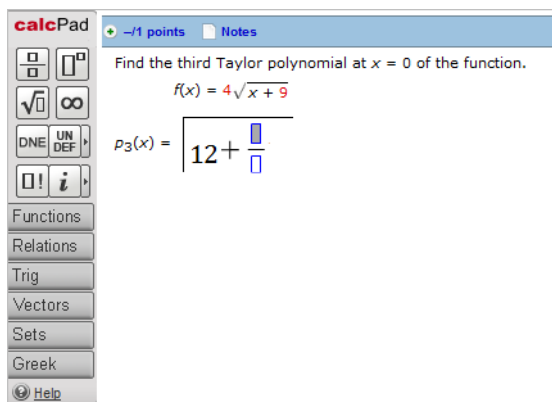 calcPad
–/1 points Notes
Find the third Taylor polynomial at x = 0 of the function.
f(x) = 4√x + 9
p3(x) = 12+
DNE UN DEF
!
i
∞
Functions
Relations
Trig
Vectors
Sets
Greek
Help